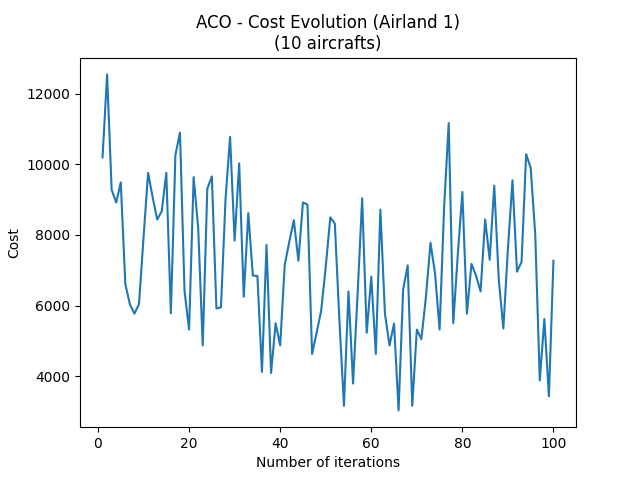 ACO - Cost Evolution (Airland 1)
(10 aircrafts)
12000
10000
8000
6000
4000
Cost
0 20 40 60 80 100
Number of iterations